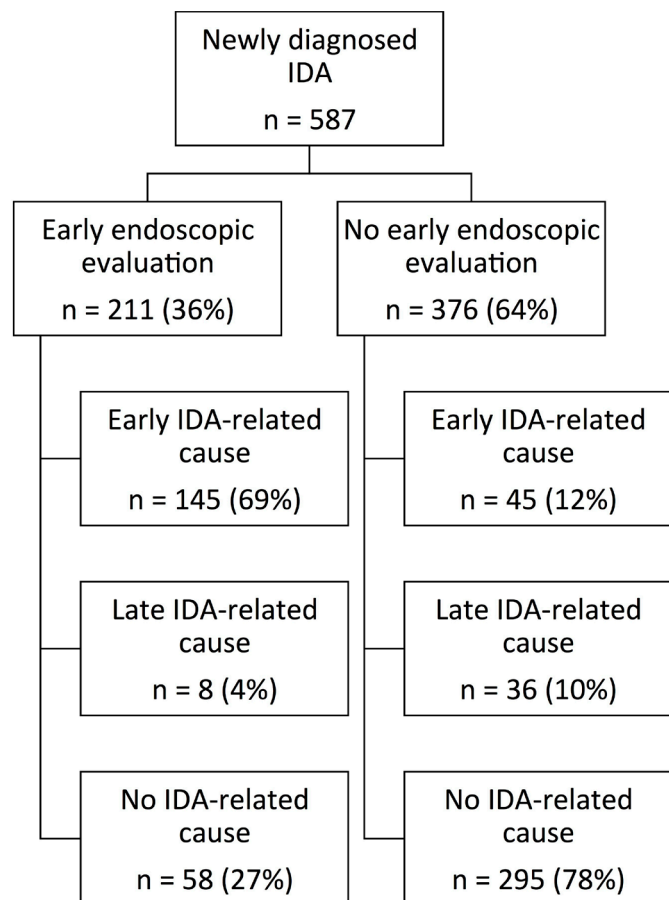 Newly diagnosed
IDA
n = 587
Early endoscopic
evaluation
n = 211 (36%)
No early endoscopic
evaluation
n = 376 (64%)
Early IDA-related
cause
n = 145 (69%)
Late IDA-related
cause
n = 8 (4%)
No IDA-related
cause
n = 58 (27%)
Early IDA-related
cause
n = 45 (12%)
Late IDA-related
cause
n = 36 (10%)
No IDA-related
cause
n = 295 (78%)